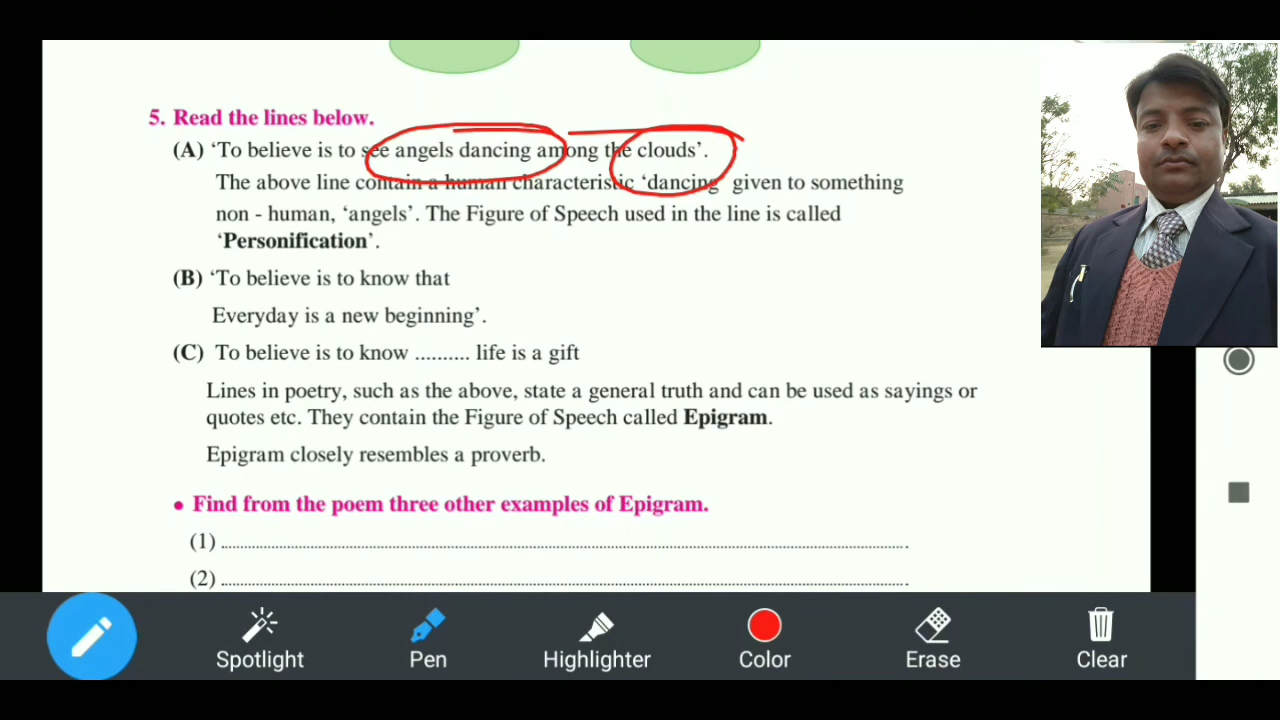 5. Read the lines below.
(A) ‘To believe is to see angels dancing among the clouds’.
The above line contain a human characteristic ‘dancing’ given to something
non - human, ‘angels’. The Figure of Speech used in the line is called
‘Personification’.
(B) ‘To believe is to know that
Everyday is a new beginning’.
(C) To believe is to know .......... life is a gift
Lines in poetry, such as the above, state a general truth and can be used as sayings or
quotes etc. They contain the Figure of Speech called Epigram.
Epigram closely resembles a proverb.
• Find from the poem three other examples of Epigram.
(1) ..........
(2) ..........
Spotlight Pen Highlighter Color Erase Clear